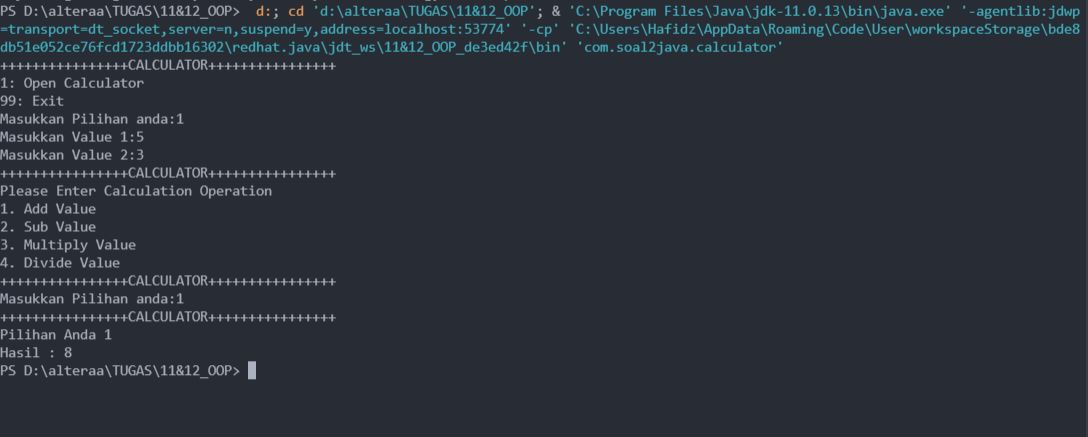 PS D:\alteraa\TUGAS\11&12_OOP>  d:; cd 'd:\alteraa\TUGAS\11&12_OOP'; & 'C:\Program Files\Java\jdk-11.0.13\bin\java.exe' '-agentlib:jdwp
=transport=dt_socket,server=n,suspend=y,address=localhost:53774' '-cp' 'C:\Users\Hafidz\AppData\Roaming\Code\User\workspaceStorage\bde8
db51e052ce76fcd1723ddbb16302\redhat.java\jdt_ws\11&12_OOP_de3ed42f\bin' 'com.soal2java.calculator'
++++++++++++++++CALCULATOR++++++++++++++++
1: Open Calculator
99: Exit
Masukkan Pilihan anda:1
Masukkan Value 1:5
Masukkan Value 2:3
++++++++++++++++CALCULATOR++++++++++++++++
Please Enter Calculation Operation
1. Add Value
2. Sub Value
3. Multiply Value
4. Divide Value
++++++++++++++++CALCULATOR++++++++++++++++
Masukkan Pilihan anda:1
++++++++++++++++CALCULATOR++++++++++++++++
Pilihan Anda 1
Hasil : 8
PS D:\alteraa\TUGAS\11&12_OOP>